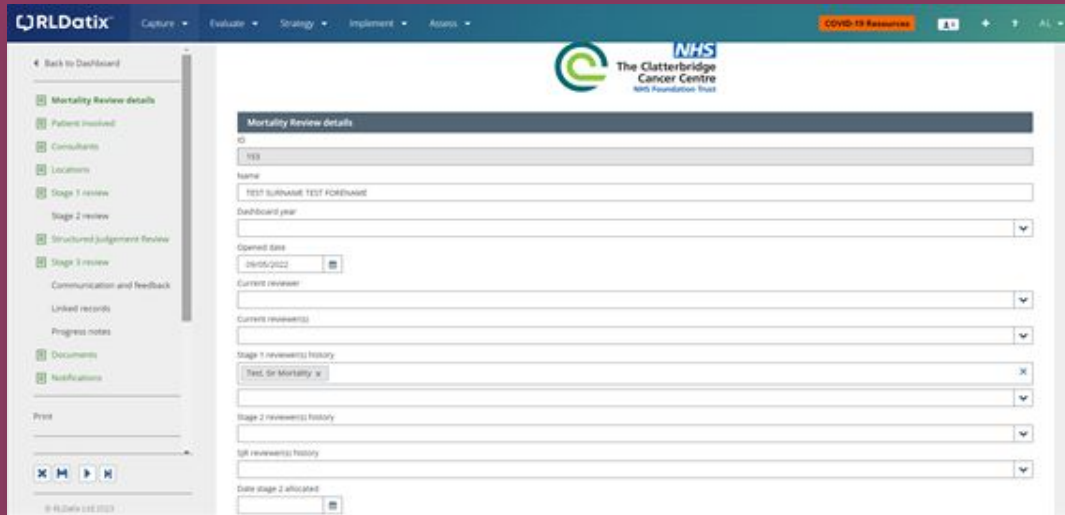 RLDatix
Capture Evaluate Strategy Implement Assess COVID-19 Resources ? AL
Back to Dashboard
Mortality Review details
Patient involved
Consultants
Locations
Stage 1 review
Stage 2 review
Structured Judgement Review
Stage 3 review
Communication and feedback
Linked records
Progress notes
Documents
Notifications
Print
© RLDatix Ltd 2023
NHS
The Clatterbridge
Cancer Centre
NHS Foundation Trust
Mortality Review details
ID
153
Name
TEST SURNAME TEST FORENAME
Dashboard year
Opened date
09/05/2022
Current reviewer
Current reviewer(s)
Stage 1 reviewer(s) history
Test, Sir Mortality x
Stage 2 reviewer(s) history
SJR reviewer(s) history
Date stage 2 allocated